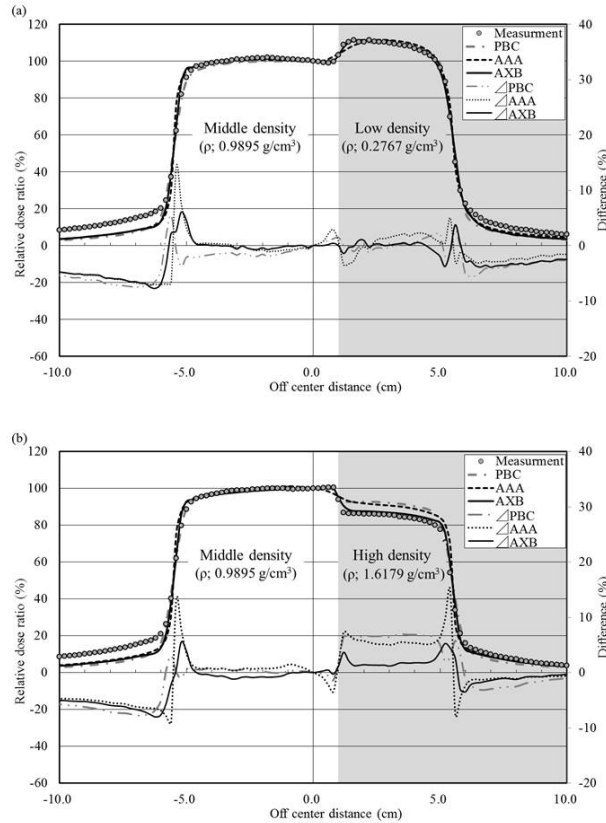 (a)
120
100
80
60
40
20
0
-20
-40
-60
40
30
20
10
0
-10
-20
Relative dose ratio (%)
Difference (%)
Measurment
PBC
AAA
AXB
⊿PBC
⊿AAA
⊿AXB
Middle density
(ρ; 0.9895 g/cm³)
Low density
(ρ; 0.2767 g/cm³)
-10.0 -5.0 0.0 5.0 10.0
Off center distance (cm)
(b)
120
100
80
60
40
20
0
-20
-40
-60
40
30
20
10
0
-10
-20
Relative dose ratio (%)
Difference (%)
Measurment
PBC
AAA
AXB
⊿PBC
⊿AAA
⊿AXB
Middle density
(ρ; 0.9895 g/cm³)
High density
(ρ; 1.6179 g/cm³)
-10.0 -5.0 0.0 5.0 10.0
Off center distance (cm)